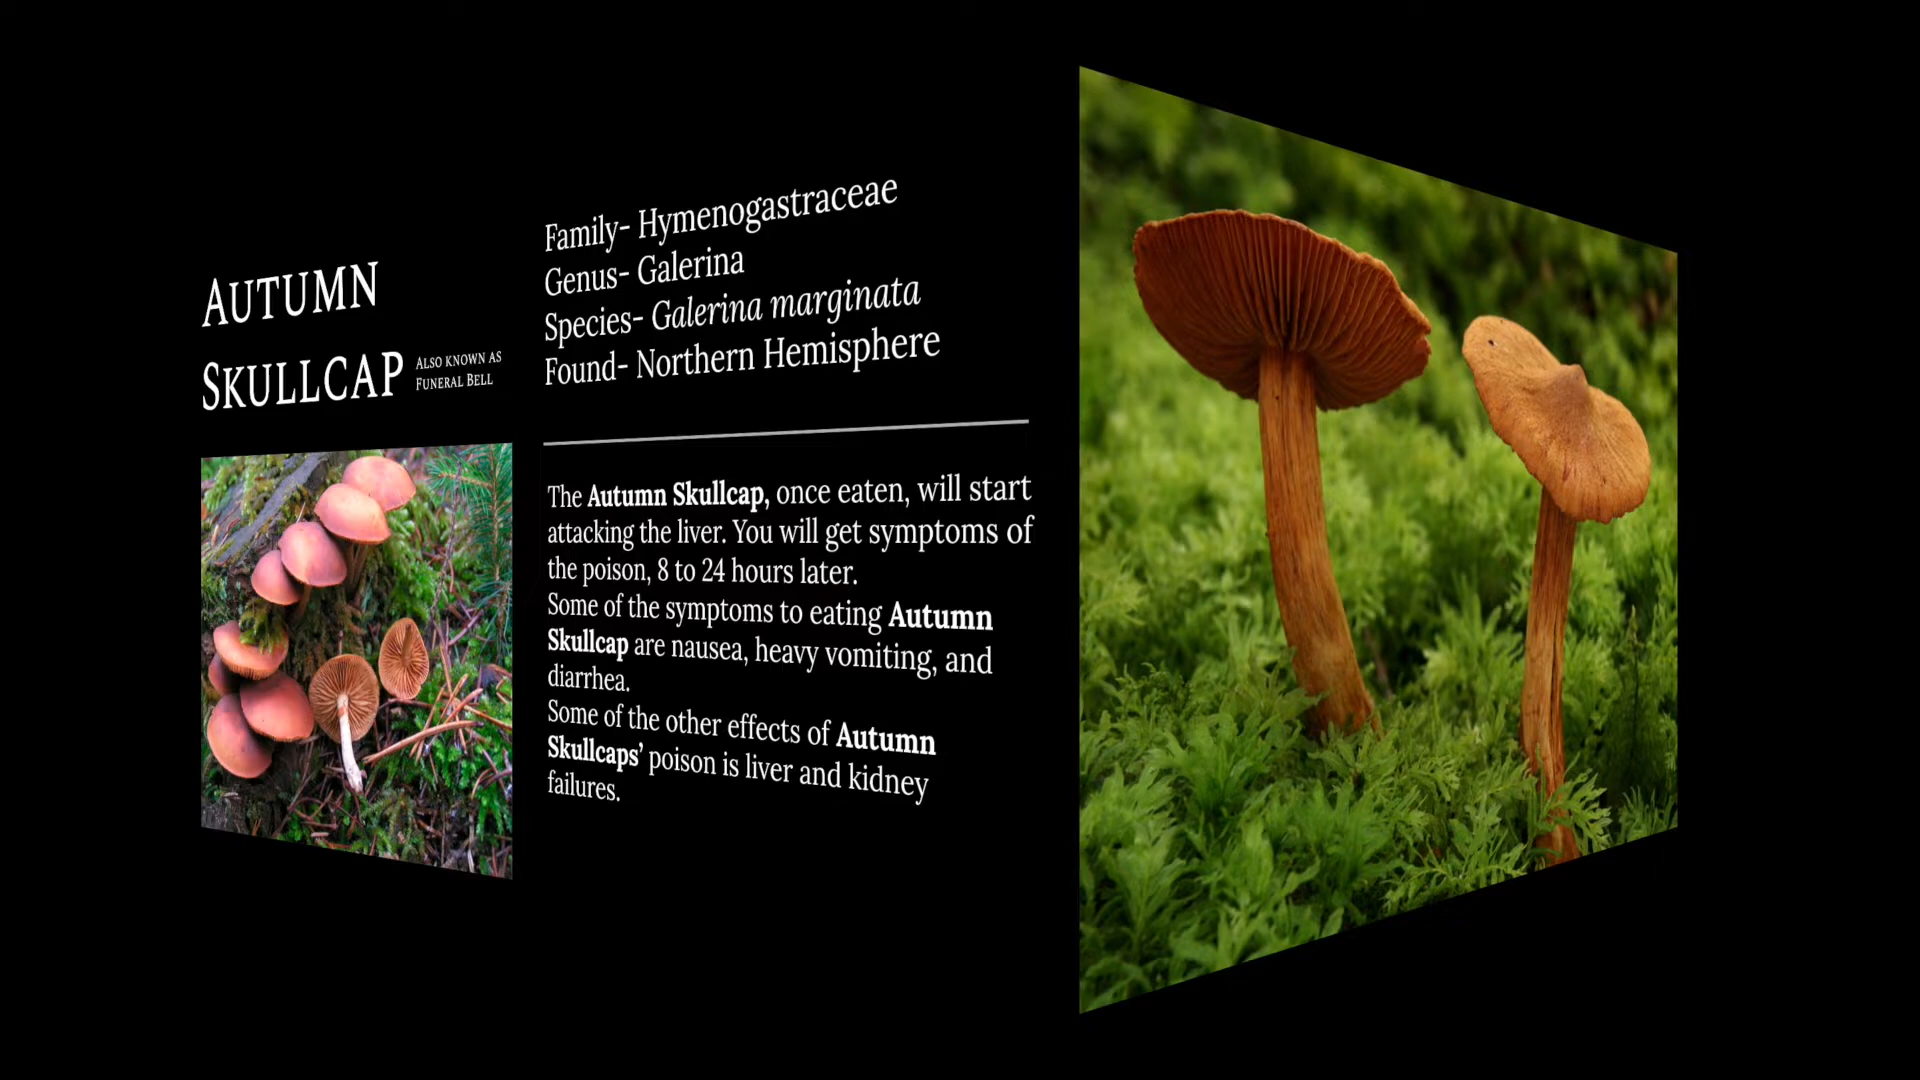 Autumn
Skullcap
Also known as
Funeral Bell
Family- Hymenogastraceae
Genus- Galerina
Species- Galerina marginata
Found- Northern Hemisphere
The Autumn Skullcap, once eaten, will start
attacking the liver. You will get symptoms of
the poison, 8 to 24 hours later.
Some of the symptoms to eating Autumn
Skullcap are nausea, heavy vomiting, and
diarrhea.
Some of the other effects of Autumn
Skullcaps’ poison is liver and kidney
failures.